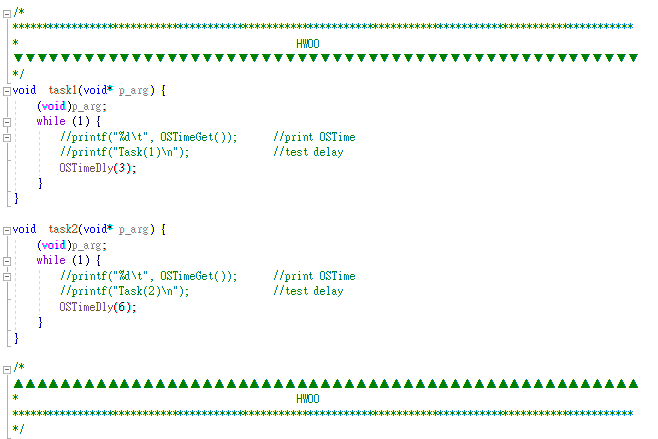 /*
***********************************************************************************************************
* HW00
▼▼▼▼▼▼▼▼▼▼▼▼▼▼▼▼▼▼▼▼▼▼▼▼▼▼▼▼▼▼▼▼▼▼▼▼▼▼▼▼▼▼▼▼▼▼▼▼▼▼▼▼▼
*/
void task1(void* p_arg) {
(void)p_arg;
while (1) {
//printf("%d\t", OSTimeGet()); //print OSTime
//printf("Task(1)\n"); //test delay
OSTimeDly(3);
}
}
void task2(void* p_arg) {
(void)p_arg;
while (1) {
//printf("%d\t", OSTimeGet()); //print OSTime
//printf("Task(2)\n"); //test delay
OSTimeDly(6);
}
}
/*
▲▲▲▲▲▲▲▲▲▲▲▲▲▲▲▲▲▲▲▲▲▲▲▲▲▲▲▲▲▲▲▲▲▲▲▲▲▲▲▲▲▲▲▲▲▲▲▲▲▲▲▲▲
* HW00
***********************************************************************************************************
*/